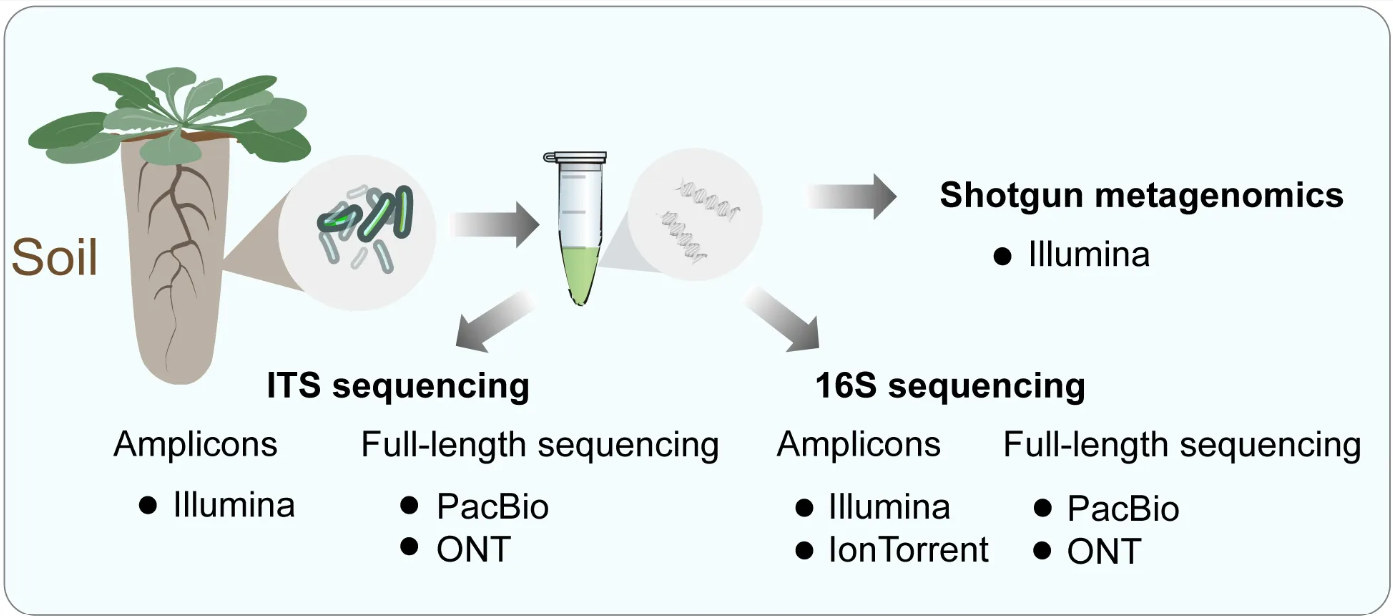 Soil
Shotgun metagenomics
● Illumina
ITS sequencing
Amplicons
● Illumina
Full-length sequencing
● PacBio
● ONT
16S sequencing
Amplicons
● Illumina
● IonTorrent
Full-length sequencing
● PacBio
● ONT